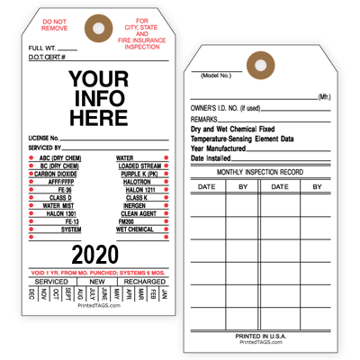 DO NOT
REMOVE
FOR
CITY, STATE
AND
FIRE INSURANCE
INSPECTION
FULL WT.
D.O.T. CERT.#
YOUR
INFO
HERE
LICENSE No.
SERVICED BY
ABC (DRY CHEM) WATER
BC (DRY CHEM) LOADED STREAM
CARBON DIOXIDE PURPLE K (PK)
AFFF/FFFP HALOTRON
FE-36 HALON 1211
CLASS D CLASS K
WATER MIST INERGEN
HALON 1301 CLEAN AGENT
FE-13 FM200
SYSTEM WET CHEMICAL
2020
VOID 1 YR. FROM MO. PUNCHED; SYSTEMS 6 MOS.
SERVICED NEW RECHARGED
DEC NOV OCT SEPT AUG JULY JUNE MAY APR MAR FEB JAN
PrintedTAGS.com
(Model No.)
(Mfr.)
OWNER'S I.D. NO. (if used)
REMARKS
Dry and Wet Chemical Fixed
Temperature-Sensing Element Data
Year Manufactured
Date Installed
MONTHLY INSPECTION RECORD
DATE BY DATE BY
PRINTED IN U.S.A.
PrintedTAGS.com